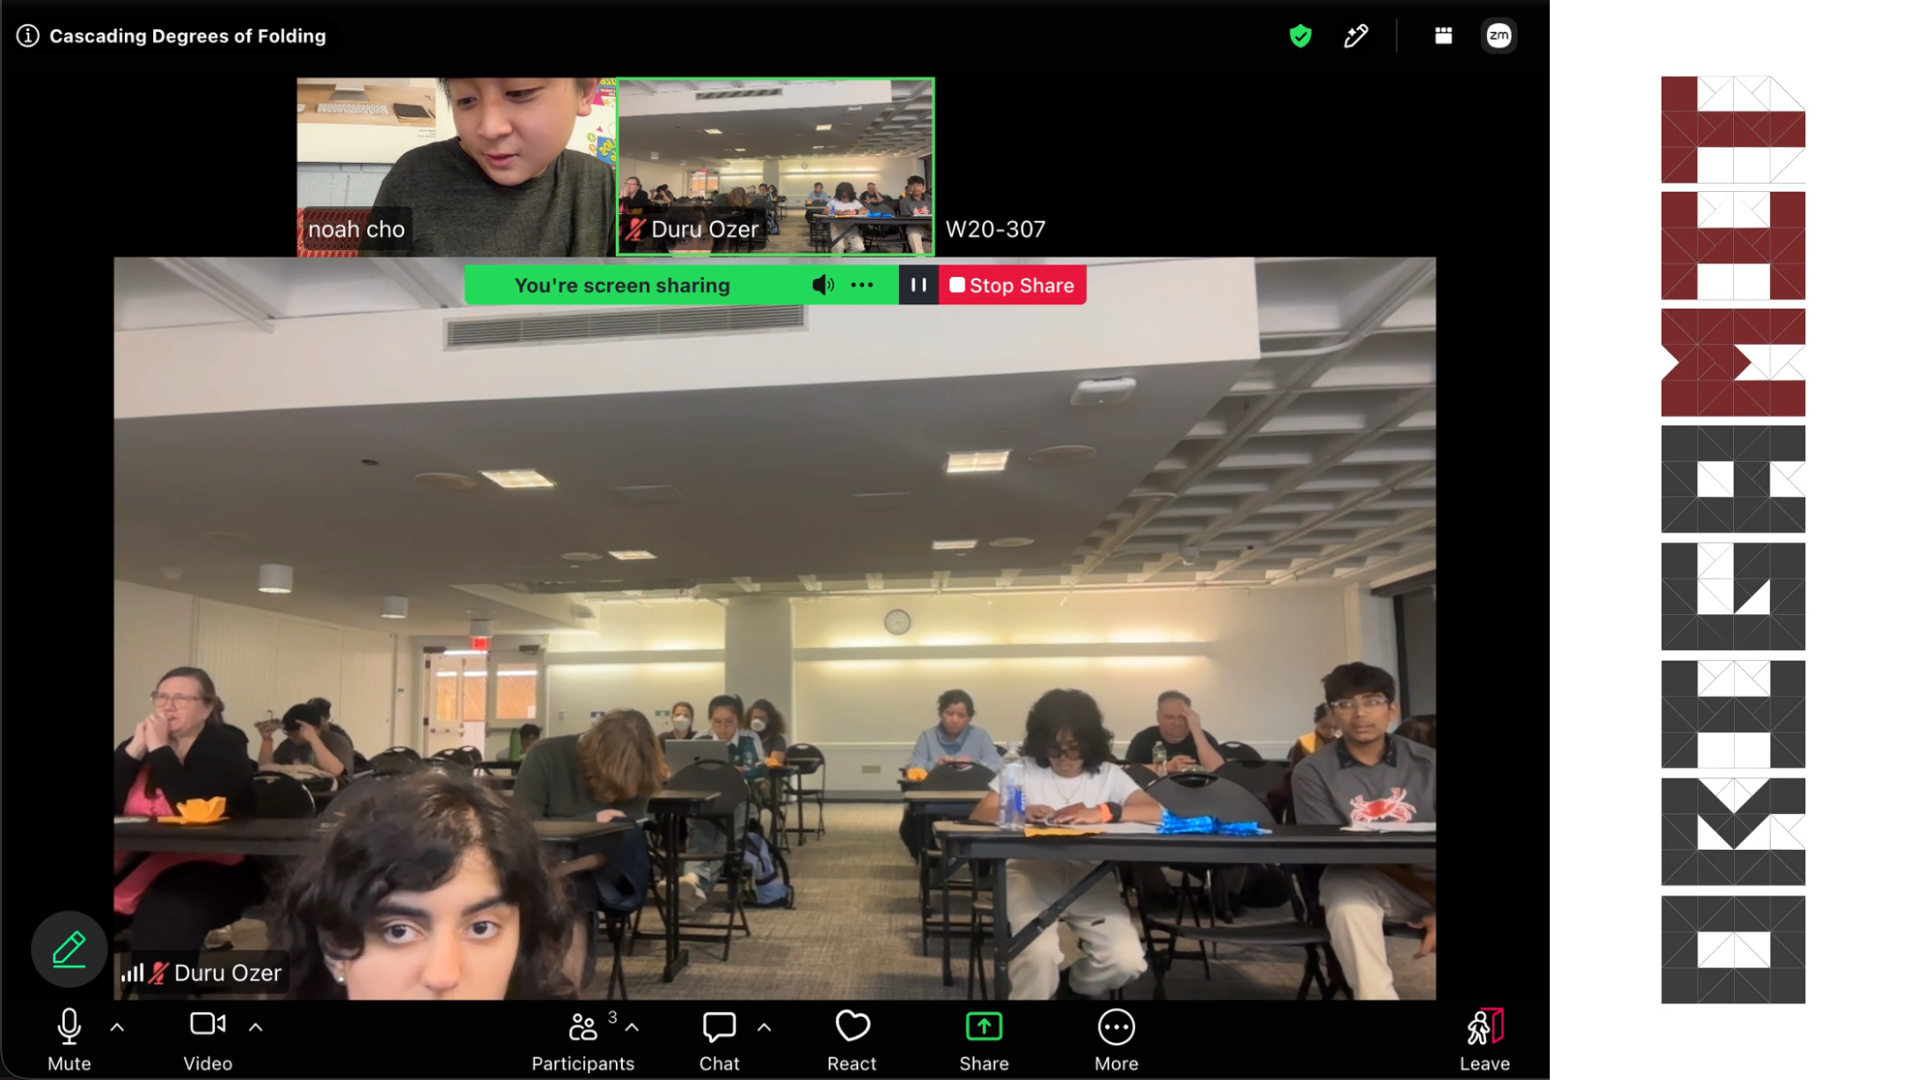 Cascading Degrees of Folding
zm
noah cho
Duru Ozer
W20-307
You're screen sharing
Stop Share
Duru Ozer
3
Mute
Video
Participants
Chat
React
Share
More
Leave